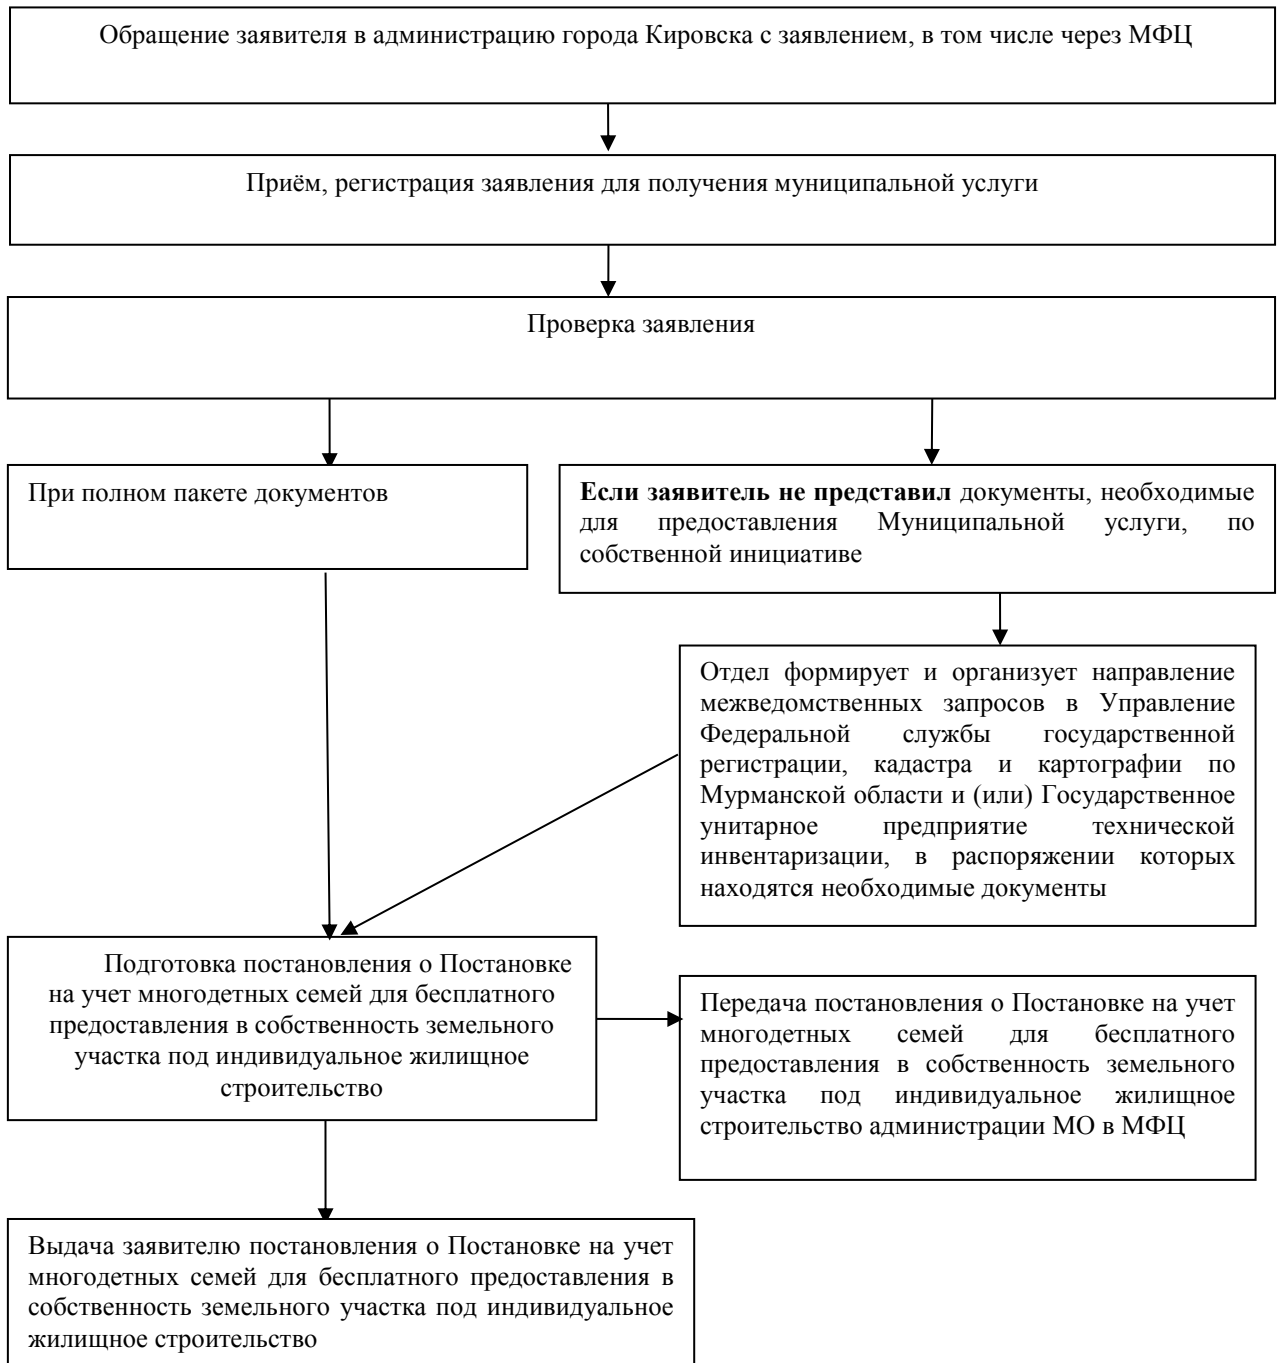 Обращение заявителя в администрацию города Кировска с заявлением, в том числе через МФЦ
Приём, регистрация заявления для получения муниципальной услуги
Проверка заявления
При полном пакете документов
Если заявитель не представил документы, необходимые
для предоставления Муниципальной услуги, по
собственной инициативе
Отдел формирует и организует направление
межведомственных запросов в Управление
Федеральной службы государственной
регистрации, кадастра и картографии по
Мурманской области и (или) Государственное
унитарное предприятие технической
инвентаризации, в распоряжении которых
находятся необходимые документы
Подготовка постановления о Постановке
на учет многодетных семей для бесплатного
предоставления в собственность земельного
участка под индивидуальное жилищное
строительство
Передача постановления о Постановке на учет
многодетных семей для бесплатного
предоставления в собственность земельного
участка под индивидуальное жилищное
строительство администрации МО в МФЦ
Выдача заявителю постановления о Постановке на учет
многодетных семей для бесплатного предоставления в
собственность земельного участка под индивидуальное
жилищное строительство